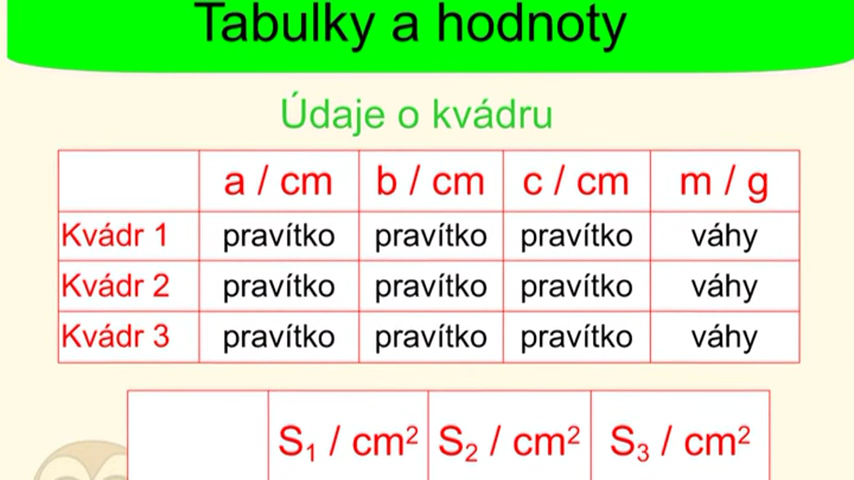 Tabulky a hodnoty
Údaje o kvádru
a / cm b / cm c / cm m / g
Kvádr 1 pravítko pravítko pravítko váhy
Kvádr 2 pravítko pravítko pravítko váhy
Kvádr 3 pravítko pravítko pravítko váhy
S₁ / cm² S₂ / cm² S₃ / cm²